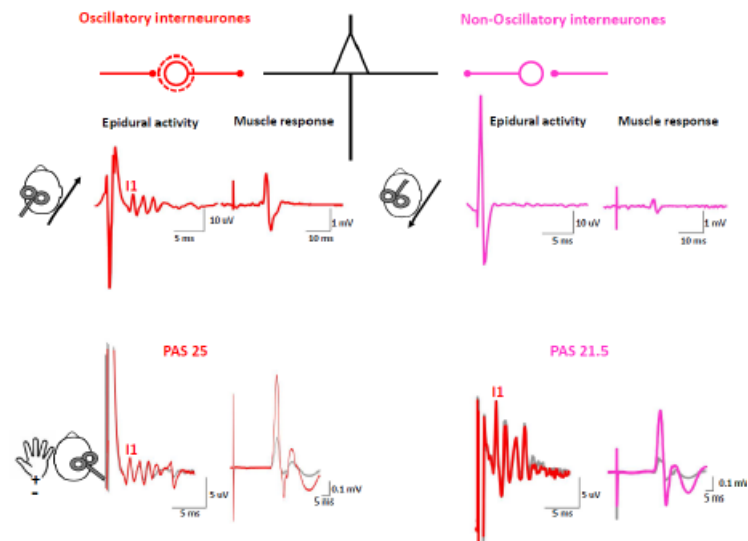 Oscillatory interneurones
Non-Oscillatory interneurones
Epidural activity
Muscle response
Epidural activity
Muscle response
I1
10 uV
5 ms
1 mV
10 ms
10 uV
5 ms
1 mV
10 ms
PAS 25
PAS 21.5
I1
+
-
5 uV
5 ms
0.1 mV
5 ms
I1
5 uV
5 ms
0.1 mV
5 ms